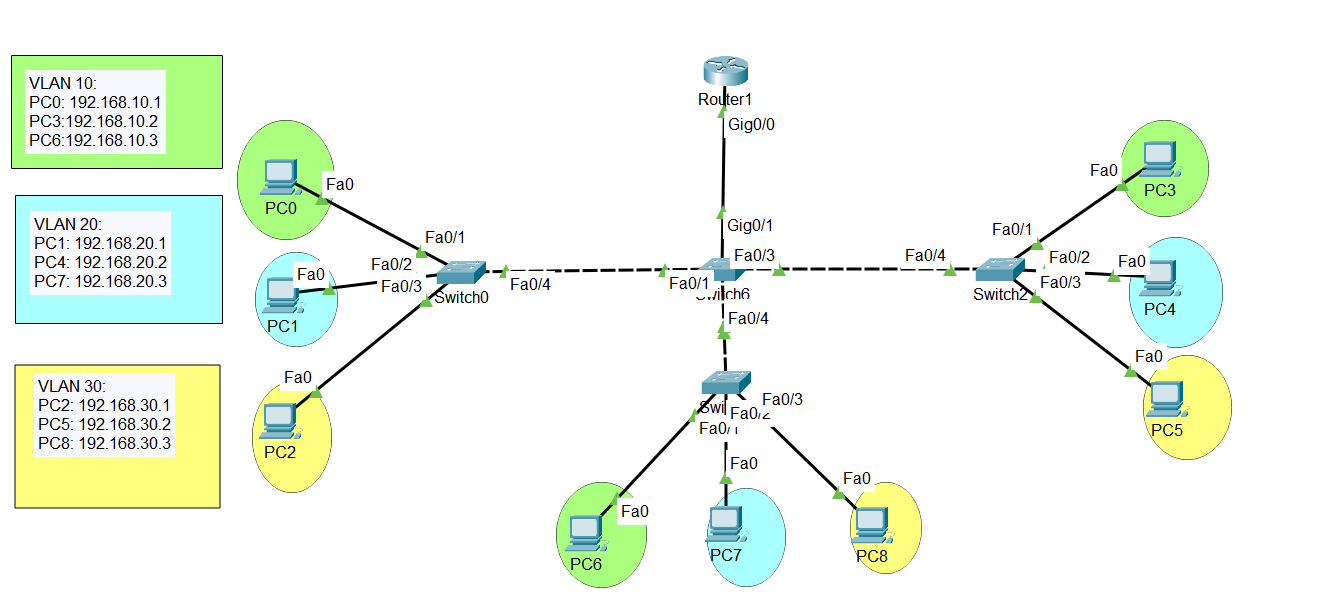 VLAN 10:
PC0: 192.168.10.1
PC3:192.168.10.2
PC6:192.168.10.3
VLAN 20:
PC1: 192.168.20.1
PC4: 192.168.20.2
PC7: 192.168.20.3
VLAN 30:
PC2: 192.168.30.1
PC5: 192.168.30.2
PC8: 192.168.30.3
Router1
Gig0/0
Gig0/1
Fa0
PC0
Fa0/1
Fa0/2
Fa0
Fa0/3
PC1
Switch0
Fa0/4
Fa0
PC2
Fa0/3
Fa0/1
Switch6
Fa0/4
Fa0/4
Fa0
PC3
Fa0/1
Fa0/2
Fa0
Fa0/3
Switch2
PC4
Fa0
PC5
Swi
Fa0/3
Fa0/2
Fa0/1
Fa0
PC6
Fa0
PC7
Fa0
PC8